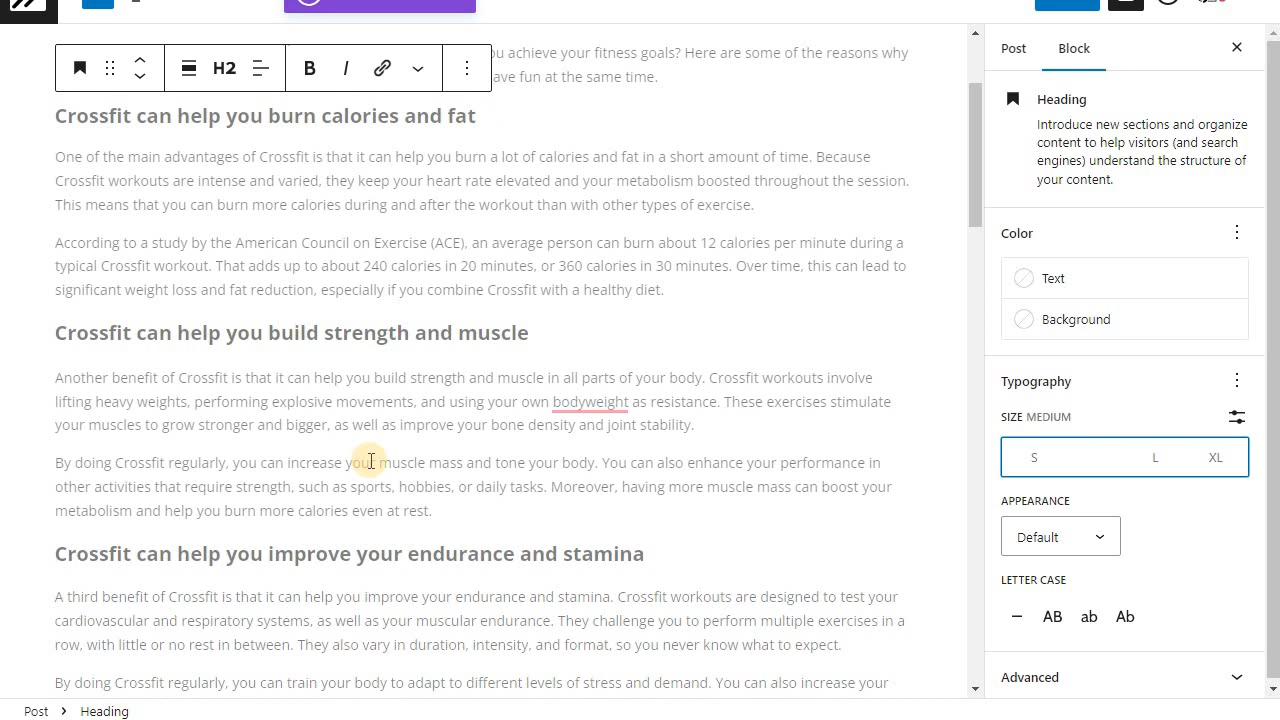 ou achieve your fitness goals? Here are some of the reasons why
ave fun at the same time.
H2
B
I
Crossfit can help you burn calories and fat
One of the main advantages of Crossfit is that it can help you burn a lot of calories and fat in a short amount of time. Because
Crossfit workouts are intense and varied, they keep your heart rate elevated and your metabolism boosted throughout the session.
This means that you can burn more calories during and after the workout than with other types of exercise.
According to a study by the American Council on Exercise (ACE), an average person can burn about 12 calories per minute during a
typical Crossfit workout. That adds up to about 240 calories in 20 minutes, or 360 calories in 30 minutes. Over time, this can lead to
significant weight loss and fat reduction, especially if you combine Crossfit with a healthy diet.
Crossfit can help you build strength and muscle
Another benefit of Crossfit is that it can help you build strength and muscle in all parts of your body. Crossfit workouts involve
lifting heavy weights, performing explosive movements, and using your own bodyweight as resistance. These exercises stimulate
your muscles to grow stronger and bigger, as well as improve your bone density and joint stability.
By doing Crossfit regularly, you can increase your muscle mass and tone your body. You can also enhance your performance in
other activities that require strength, such as sports, hobbies, or daily tasks. Moreover, having more muscle mass can boost your
metabolism and help you burn more calories even at rest.
Crossfit can help you improve your endurance and stamina
A third benefit of Crossfit is that it can help you improve your endurance and stamina. Crossfit workouts are designed to test your
cardiovascular and respiratory systems, as well as your muscular endurance. They challenge you to perform multiple exercises in a
row, with little or no rest in between. They also vary in duration, intensity, and format, so you never know what to expect.
By doing Crossfit regularly, you can train your body to adapt to different levels of stress and demand. You can also increase your
Post Block
Heading
Introduce new sections and organize
content to help visitors (and search
engines) understand the structure of
your content.
Color
Text
Background
Typography
SIZE MEDIUM
S L XL
APPEARANCE
Default
LETTER CASE
— AB ab Ab
Advanced
Post > Heading